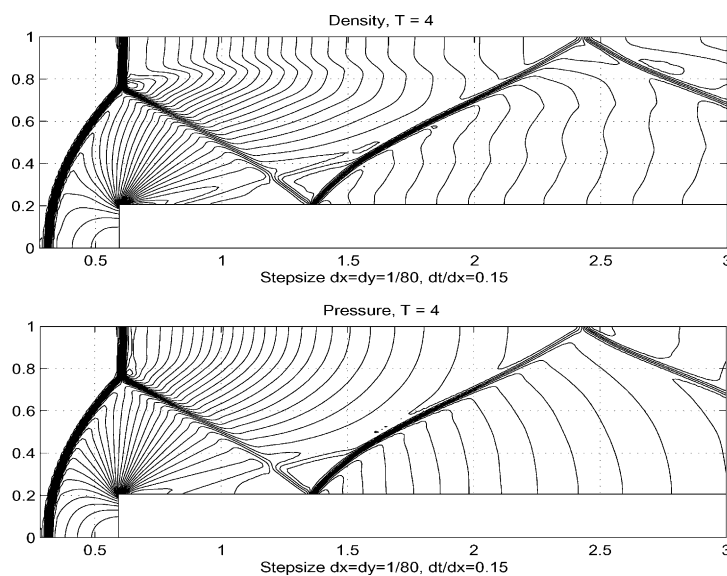 Density, T = 4
1
0.8
0.6
0.4
0.2
0
0.5 1 1.5 2 2.5 3
Stepsize dx=dy=1/80, dt/dx=0.15
Pressure, T = 4
1
0.8
0.6
0.4
0.2
0
0.5 1 1.5 2 2.5 3
Stepsize dx=dy=1/80, dt/dx=0.15